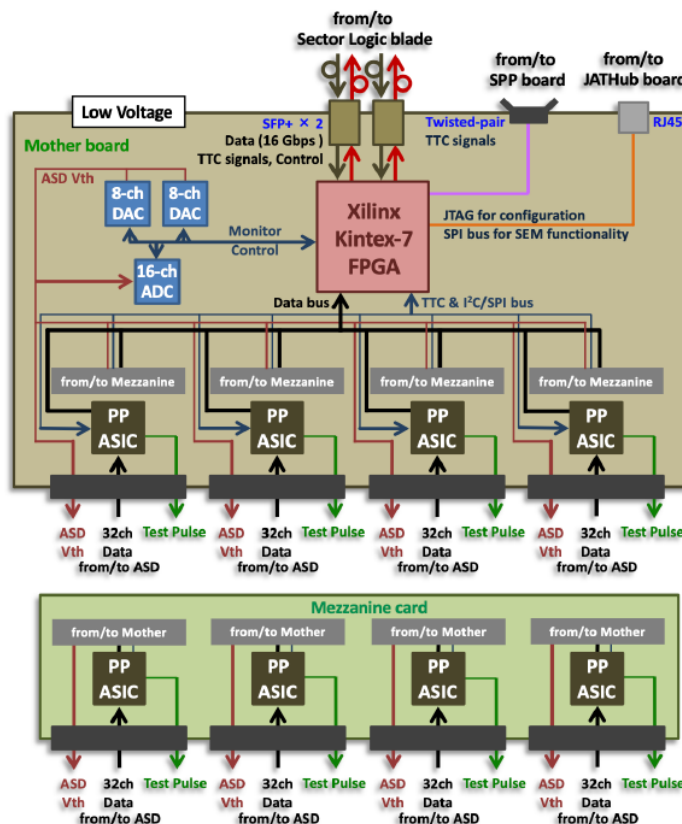 from/to
Sector Logic blade
from/to
SPP board
from/to
JATHub board
Low Voltage
SFP+ × 2
Data (16 Gbps )
TTC signals, Control
Twisted-pair
TTC signals
RJ45
Mother board
ASD Vth
8-ch
DAC
8-ch
DAC
16-ch
ADC
Monitor
Control
Xilinx
Kintex-7
FPGA
JTAG for configuration
SPI bus for SEM functionality
Data bus
TTC & I²C/SPI bus
from/to Mezzanine
from/to Mezzanine
from/to Mezzanine
from/to Mezzanine
PP
ASIC
PP
ASIC
PP
ASIC
PP
ASIC
ASD
Vth
32ch
Data
Test Pulse
from/to ASD
ASD
Vth
32ch
Data
Test Pulse
from/to ASD
ASD
Vth
32ch
Data
Test Pulse
from/to ASD
ASD
Vth
32ch
Data
Test Pulse
from/to ASD
Mezzanine card
from/to Mother
from/to Mother
from/to Mother
from/to Mother
PP
ASIC
PP
ASIC
PP
ASIC
PP
ASIC
ASD
Vth
32ch
Data
Test Pulse
from/to ASD
ASD
Vth
32ch
Data
Test Pulse
from/to ASD
ASD
Vth
32ch
Data
Test Pulse
from/to ASD
ASD
Vth
32ch
Data
Test Pulse
from/to ASD